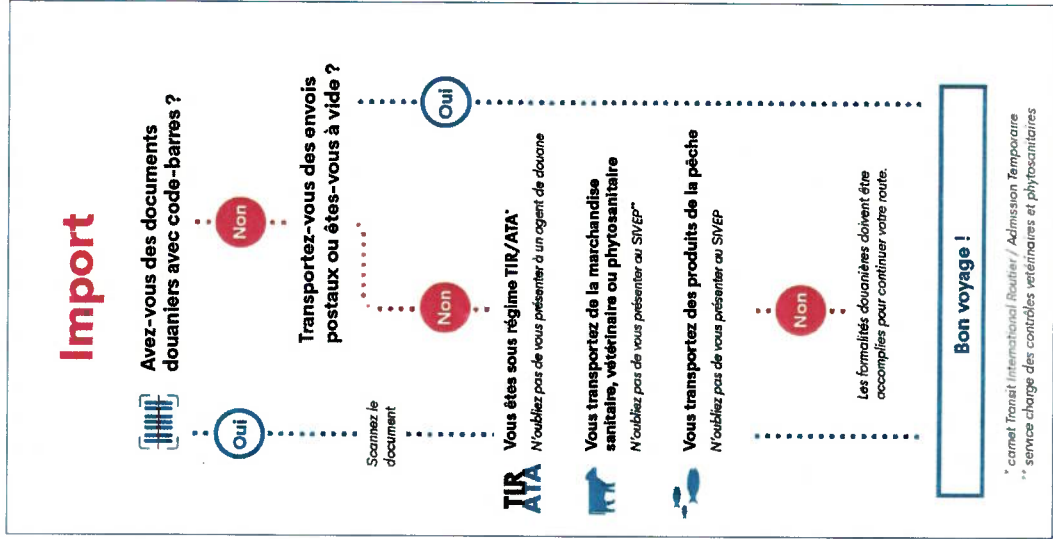 Import
Avez-vous des documents
douaniers avec code-barres ?
Oui
Non
Scannez le
document
Transportez-vous des envois
postaux ou êtes-vous à vide ?
Non
Oui
TIR
ATA
Vous êtes sous régime TIR/ATA*
N'oubliez pas de vous présenter à un agent de douane
Vous transportez de la marchandise
sanitaire, vétérinaire ou phytosanitaire
N'oubliez pas de vous présenter au SIVEP**
Vous transportez des produits de la pêche
N'oubliez pas de vous présenter au SIVEP
Non
Les formalités douanières doivent être
accomplies pour continuer votre route.
Bon voyage !
* carnet Transit International Routier / Admission Temporaire
** service charge des contrôles vetérinaires et phytosanitaires